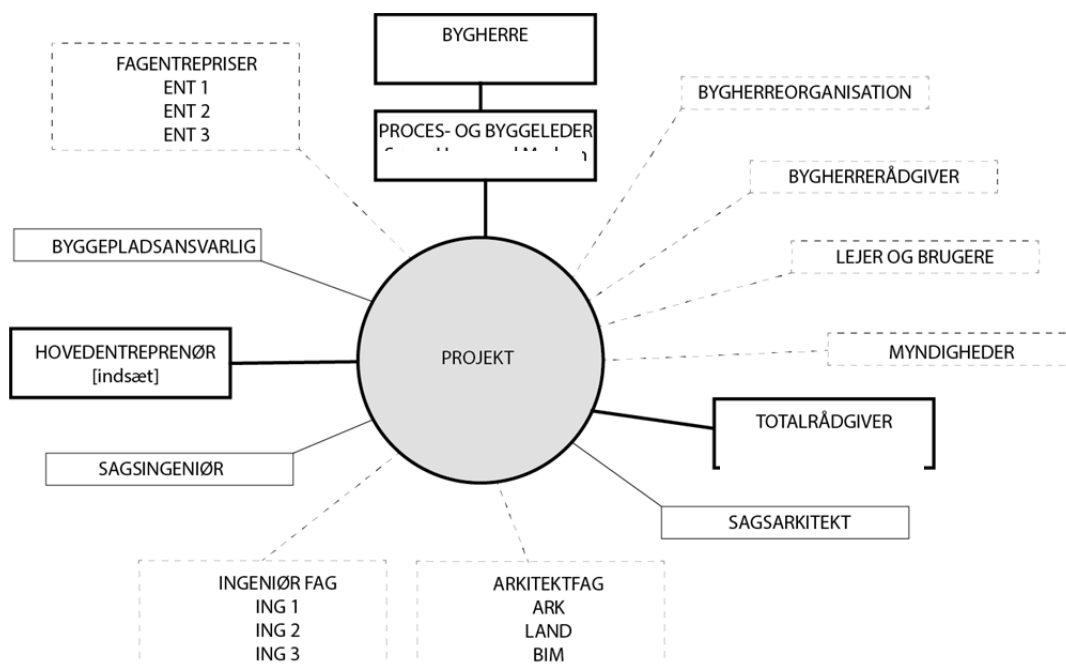 BYGHERRE
FAGENTREPRISER
ENT 1
ENT 2
ENT 3
BYGHERREORGANISATION
PROCES- OG BYGGELEDER
BYGHERRERÅDGIVER
BYGGEPLADSANSVARLIG
LEJER OG BRUGERE
HOVEDENTREPRENØR
[indsæt]
PROJEKT
MYNDIGHEDER
TOTALRÅDGIVER
SAGSINGENIØR
SAGSARKITEKT
INGENIØR FAG
ING 1
ING 2
ING 3
ARKITEKTFAG
ARK
LAND
BIM